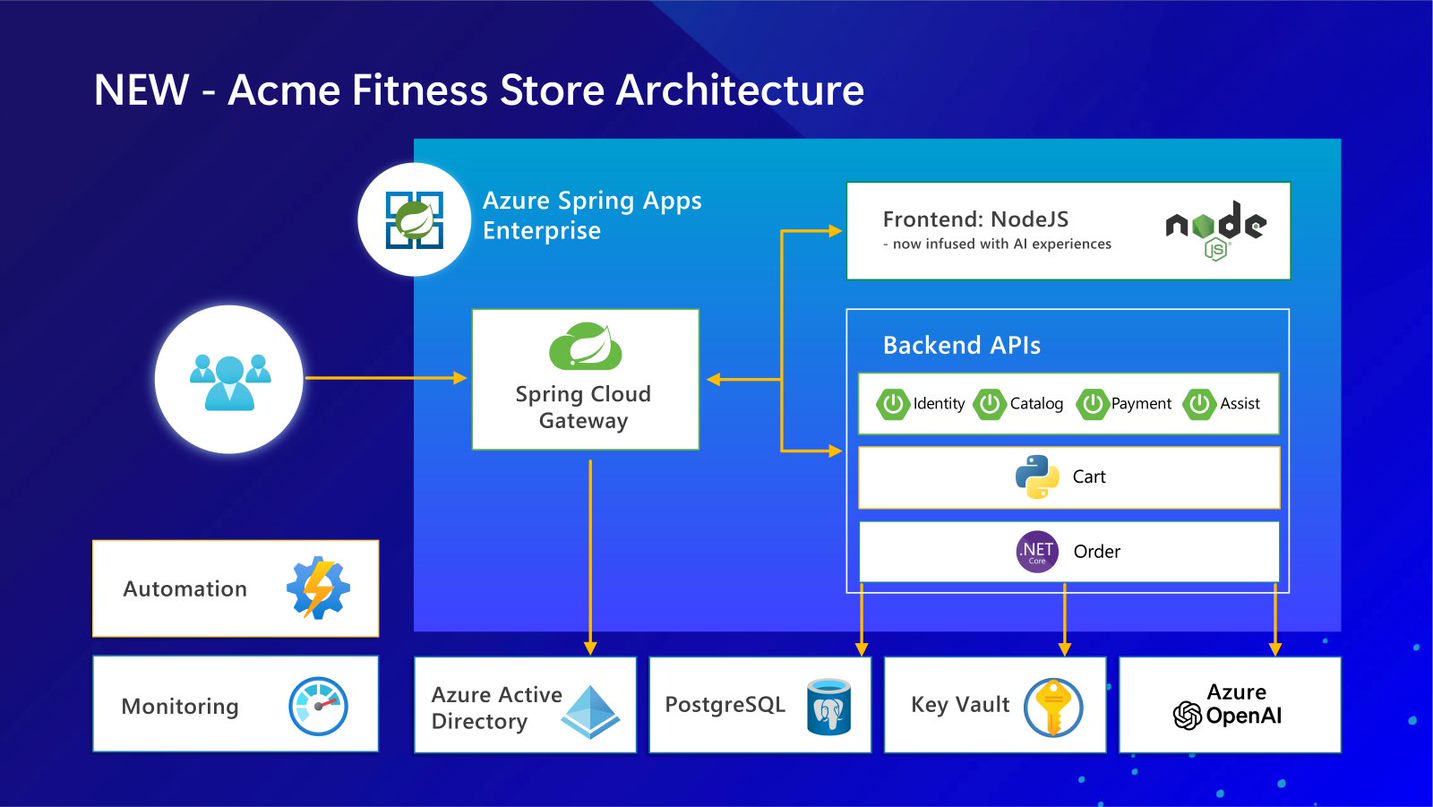 NEW - Acme Fitness Store Architecture
Azure Spring Apps
Enterprise
Frontend: NodeJS
- now infused with AI experiences
node
JS
Spring Cloud
Gateway
Backend APIs
Identity Catalog Payment Assist
Cart
.NET
Core
Order
Automation
Monitoring
Azure Active
Directory
PostgreSQL
Key Vault
Azure
OpenAI